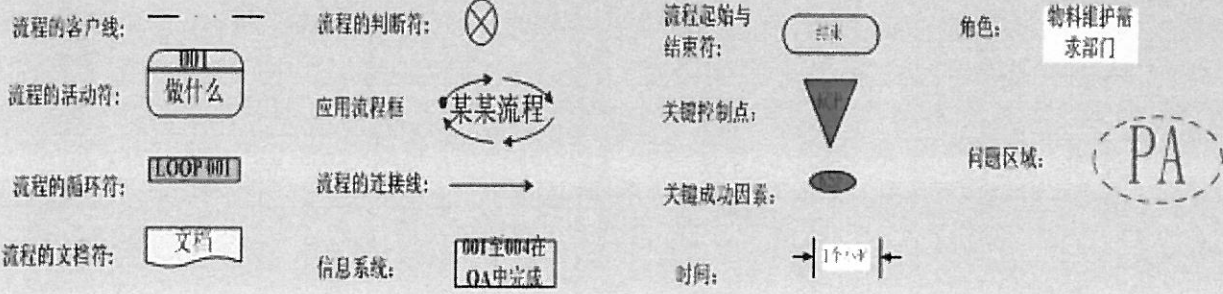 流程的客户线:
流程的判断符:
流程起始与
结束符:
结束
角色:
物料维护需
求部门
流程的活动符:
001
做什么
应用流程框
某某流程
关键控制点:
KCP
流程的循环符:
LOOP 001
流程的连接线:
关键成功因素:
问题区域:
PA
流程的文档符:
文档
信息系统:
001至004在
OA中完成
时间: